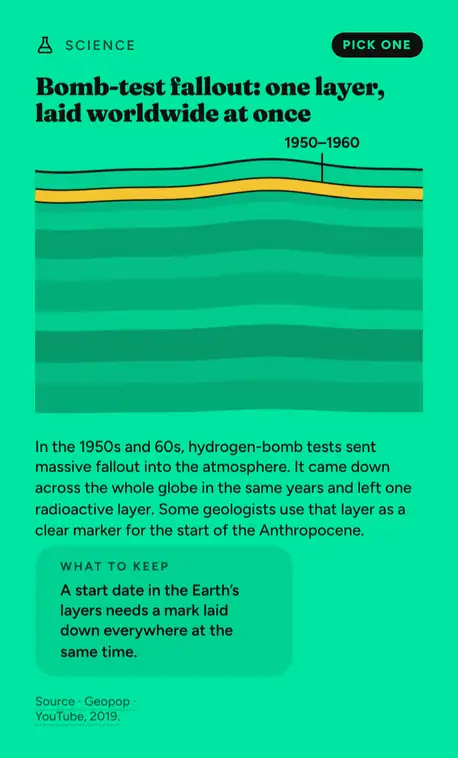 SCIENCE
PICK ONE
Bomb-test fallout: one layer,
laid worldwide at once
1950–1960
In the 1950s and 60s, hydrogen-bomb tests sent
massive fallout into the atmosphere. It came down
across the whole globe in the same years and left one
radioactive layer. Some geologists use that layer as a
clear marker for the start of the Anthropocene.
WHAT TO KEEP
A start date in the Earth’s
layers needs a mark laid
down everywhere at the
same time.
Source · Geopop ·
YouTube, 2019.